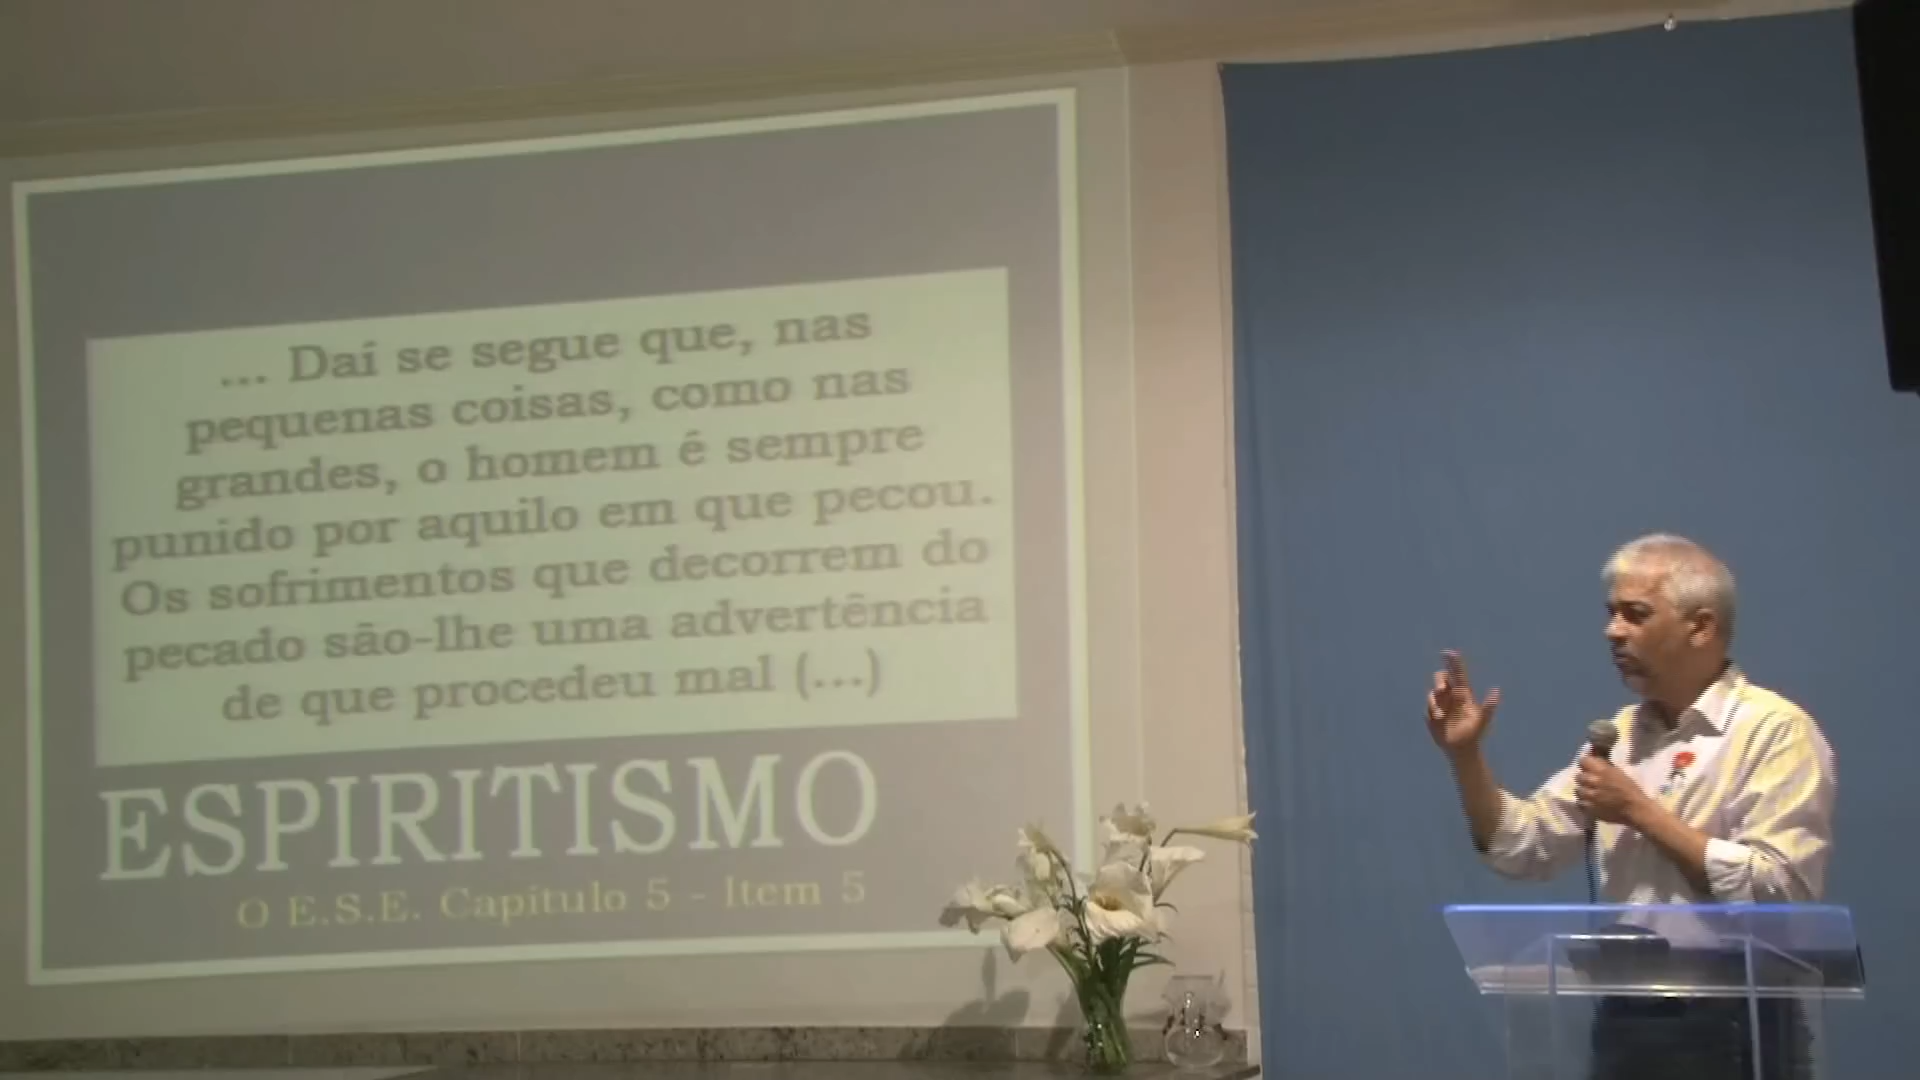 ... Daí se segue que, nas
pequenas coisas, como nas
grandes, o homem é sempre
punido por aquilo em que pecou.
Os sofrimentos que decorrem do
pecado são-lhe uma advertência
de que procedeu mal (...)
ESPIRITISMO
O E.S.E. Capítulo 5 - Item 5